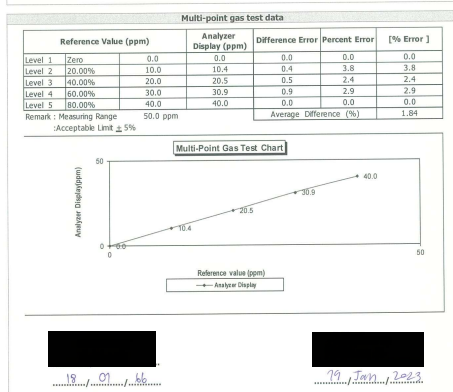 Multi-point gas test data
Reference Value (ppm) Analyzer Display (ppm) Difference Error Percent Error [% Error ]
Level 1 Zero 0.0 0.0 0.0 0.0 0.0
Level 2 20.00% 10.0 10.4 0.4 3.8 3.8
Level 3 40.00% 20.0 20.5 0.5 2.4 2.4
Level 4 60.00% 30.0 30.9 0.9 2.9 2.9
Level 5 80.00% 40.0 40.0 0.0 0.0 0.0
Remark : Measuring Range 50.0 ppm Average Difference (%) 1.84
:Acceptable Limit ± 5%
Multi-Point Gas Test Chart
50
Analyzer Display(ppm)
40.0
30.9
20.5
10.4
0 0.0
0 50
Reference value (ppm)
Analyzer Display
18 / 01 / 66 19 / Jan / 2023